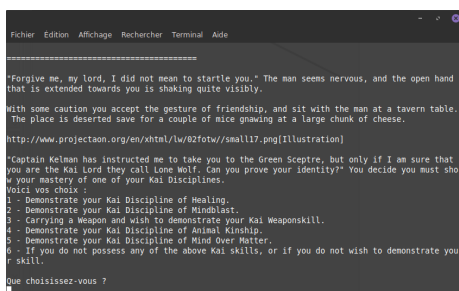 Fichier Édition Affichage Rechercher Terminal Aide
========================================
"Forgive me, my lord, I did not mean to startle you." The man seems nervous, and the open hand
that is extended towards you is shaking quite visibly.
With some caution you accept the gesture of friendship, and sit with the man at a tavern table.
The place is deserted save for a couple of mice gnawing at a large chunk of cheese.
http://www.projectaon.org/en/xhtml/lw/02fotw//small17.png[Illustration]
"Captain Kelman has instructed me to take you to the Green Sceptre, but only if I am sure that
you are the Kai Lord they call Lone Wolf. Can you prove your identity?" You decide you must sho
w your mastery of one of your Kai Disciplines.
Voici vos choix :
1 - Demonstrate your Kai Discipline of Healing.
2 - Demonstrate your Kai Discipline of Mindblast.
3 - Carrying a Weapon and wish to demonstrate your Kai Weaponskill.
4 - Demonstrate your Kai Discipline of Animal Kinship.
5 - Demonstrate your Kai Discipline of Mind Over Matter.
6 - If you do not possess any of the above Kai skills, or if you do not wish to demonstrate you
r skill.
Que choisissez-vous ?